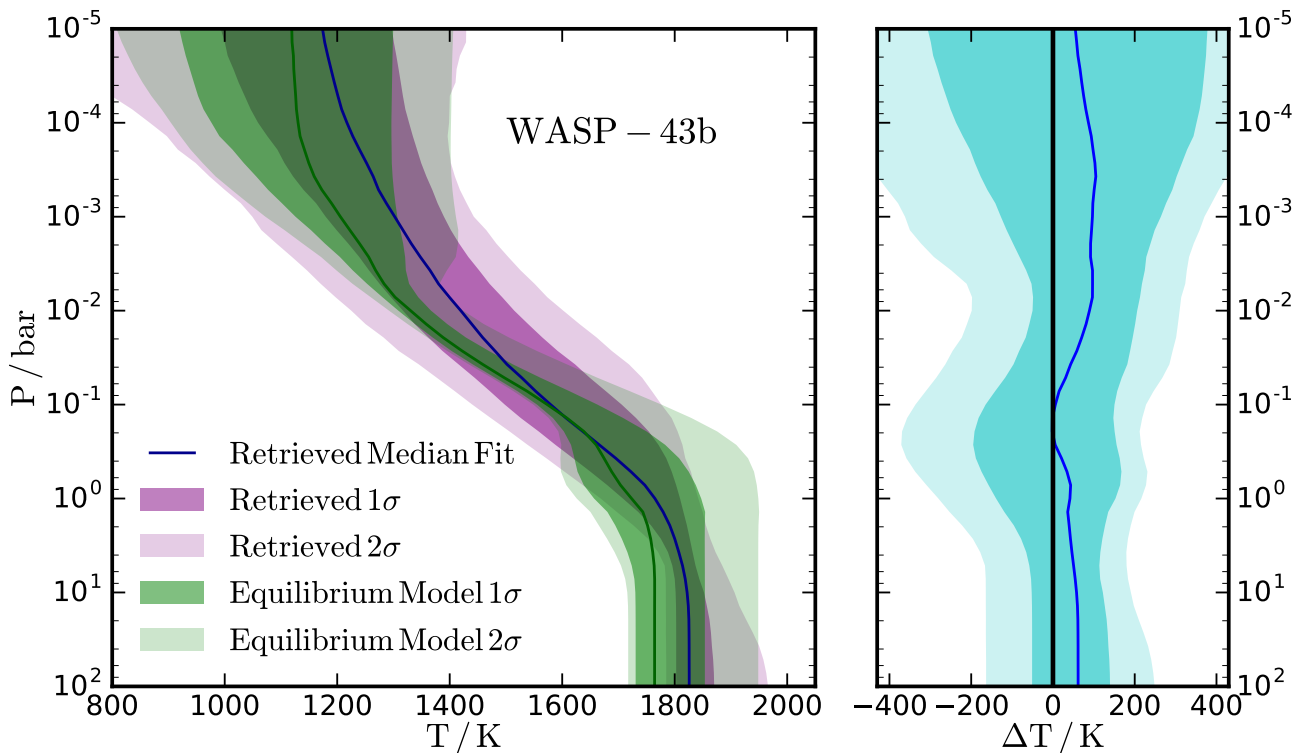 WASP – 43b
P / bar
10⁻⁵
10⁻⁴
10⁻³
10⁻²
10⁻¹
10⁰
10¹
10²
Retrieved Median Fit
Retrieved 1σ
Retrieved 2σ
Equilibrium Model 1σ
Equilibrium Model 2σ
800 1000 1200 1400 1600 1800 2000
T / K
10⁻⁵
10⁻⁴
10⁻³
10⁻²
10⁻¹
10⁰
10¹
10²
−400 −200 0 200 400
ΔT / K